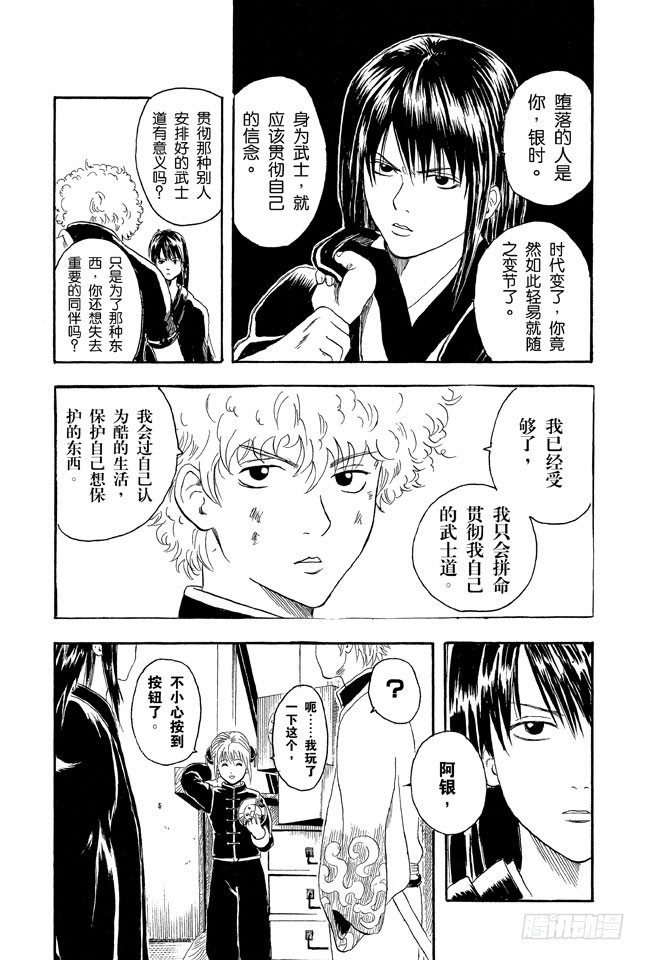 堕落的人是
你，银时。
身为武士，就
应该贯彻自己
的信念。
时代变了，你竟
然如此轻易就随
之变节了。
贯彻那种别人
安排好的武士
道有意义吗？
只是为了那种东
西，你还想失去
重要的同伴吗？
我已经受
够了，
我只会拼命
贯彻我自己
的武士道。
我会过自己认
为酷的生活，
保护自己想保
护的东西。
阿银，
？
呃……我玩了
一下这个，
不小心按到
按钮了。
腾讯动漫